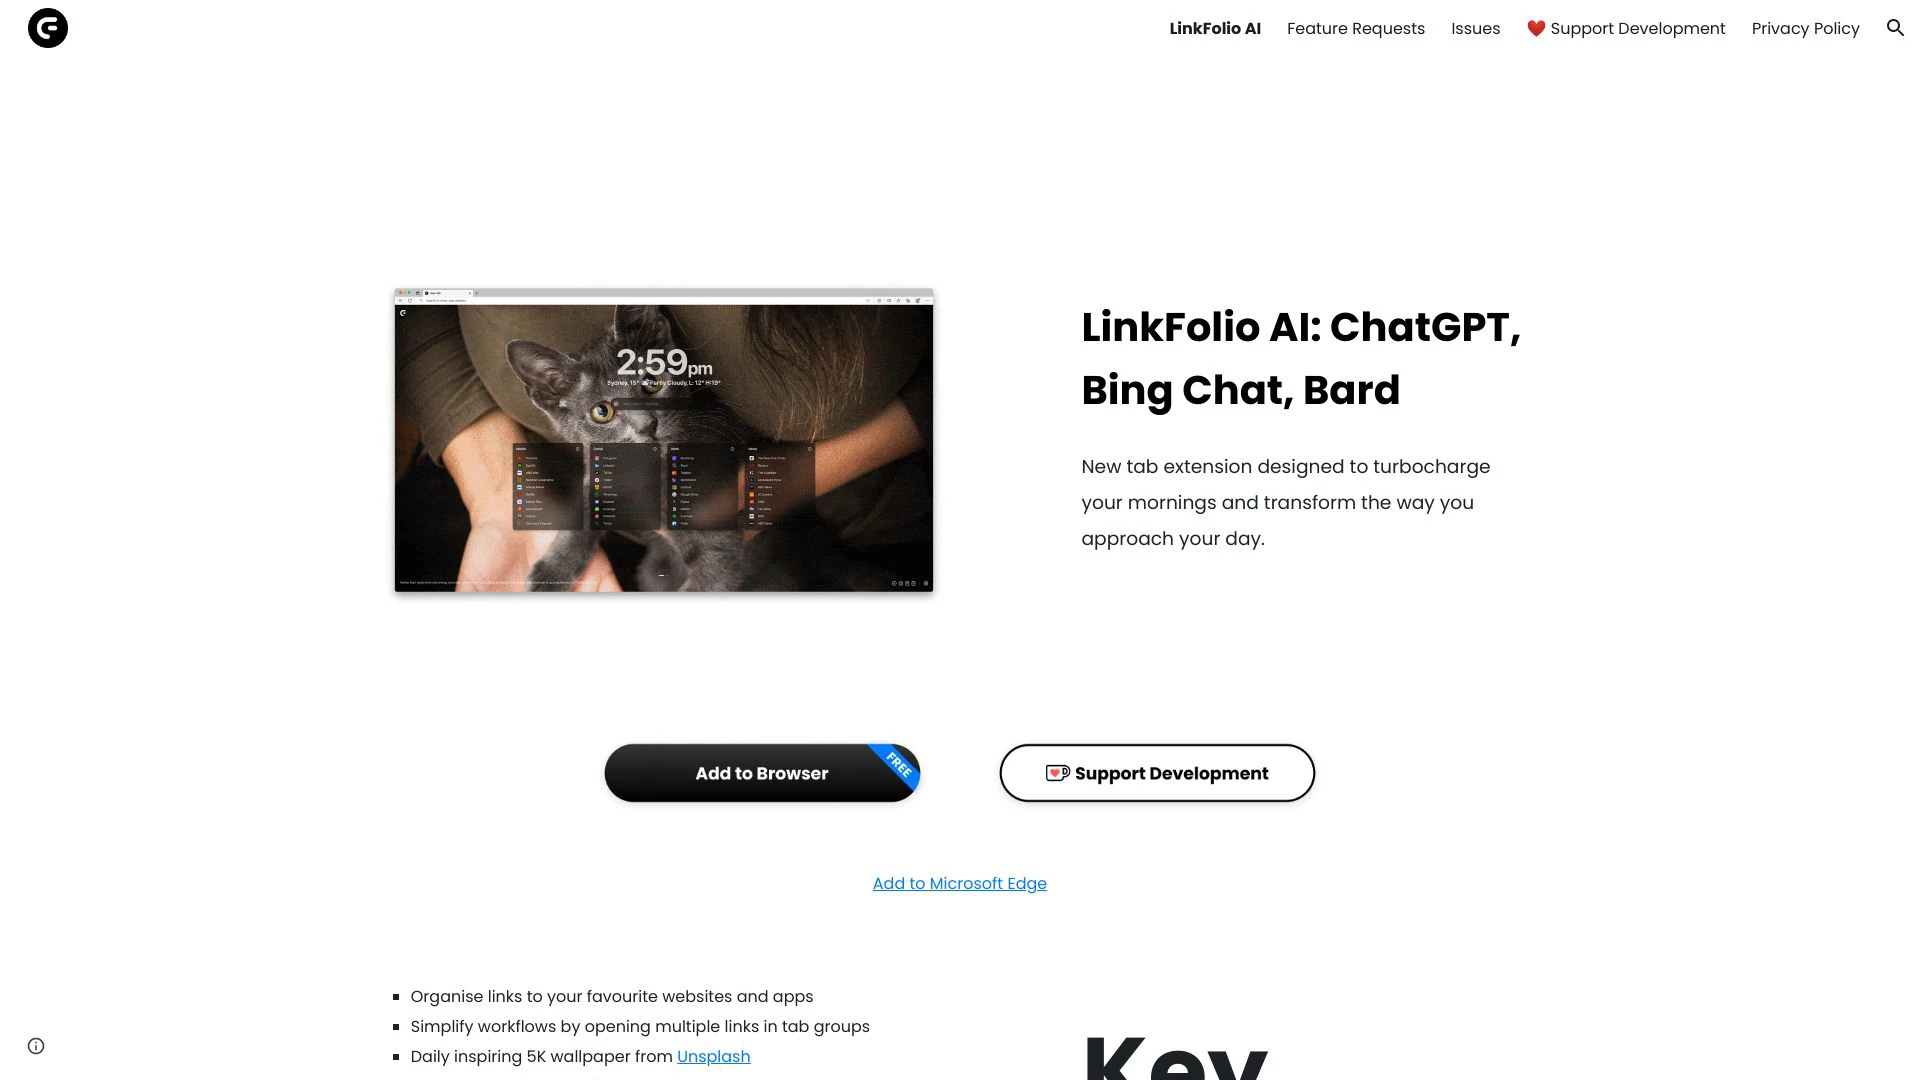 LinkFolio AI
Feature Requests
Issues
❤️ Support Development
Privacy Policy
2:59pm
Sydney, 15° Partly Cloudy, L: 12° H:19°
LinkFolio AI: ChatGPT,
Bing Chat, Bard
New tab extension designed to turbocharge
your mornings and transform the way you
approach your day.
Add to Browser
FREE
Support Development
Add to Microsoft Edge
Organise links to your favourite websites and apps
Simplify workflows by opening multiple links in tab groups
Daily inspiring 5K wallpaper from Unsplash
Key